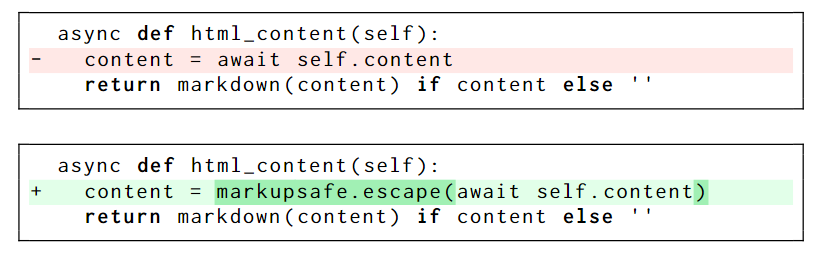 async def html_content(self):
- content = await self.content
return markdown(content) if content else ''
async def html_content(self):
+ content = markupsafe.escape(await self.content)
return markdown(content) if content else ''